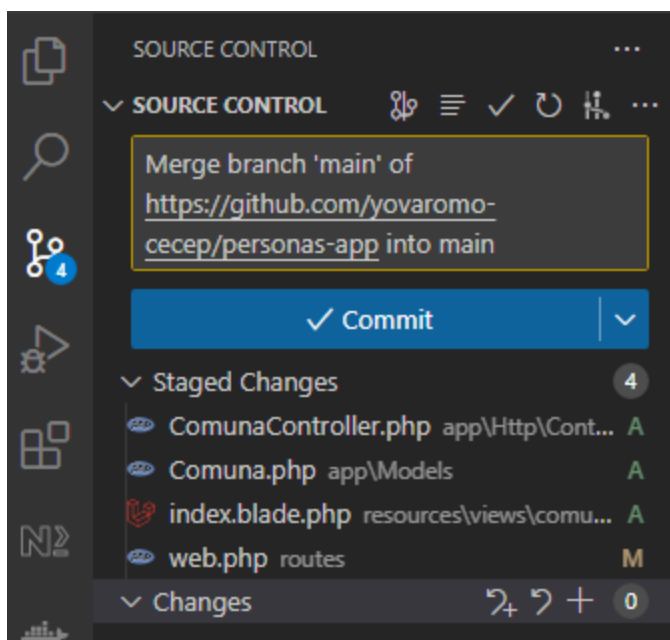 SOURCE CONTROL
SOURCE CONTROL
Merge branch 'main' of
https://github.com/yovaromo-
cecep/personas-app into main
4
Commit
Staged Changes 4
ComunaController.php app\Http\Cont... A
Comuna.php app\Models A
index.blade.php resources\views\comu... A
web.php routes M
Changes 0